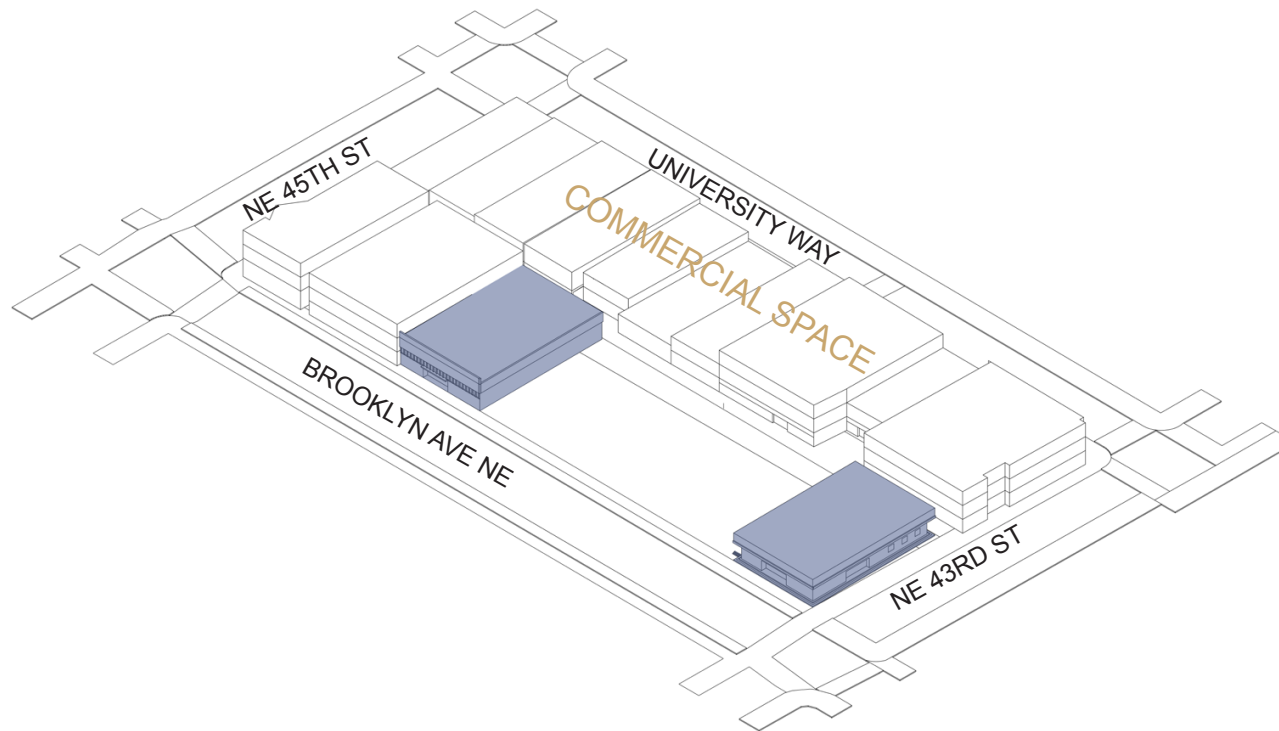 NE 45TH ST
UNIVERSITY WAY
COMMERCIAL SPACE
BROOKLYN AVE NE
NE 43RD ST